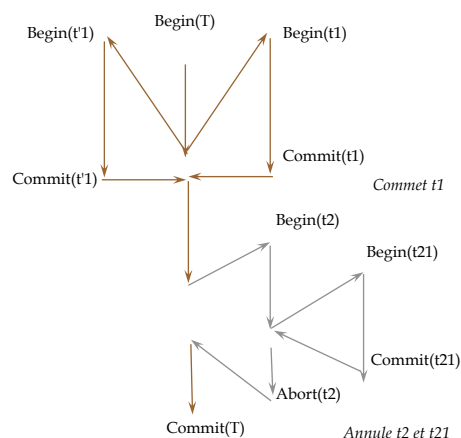 Begin(T)
Begin(t'1)
Begin(t1)
Commit(t1)
Commit(t'1)
Commet t1
Begin(t2)
Begin(t21)
Commit(t21)
Abort(t2)
Commit(T)
Annule t2 et t21